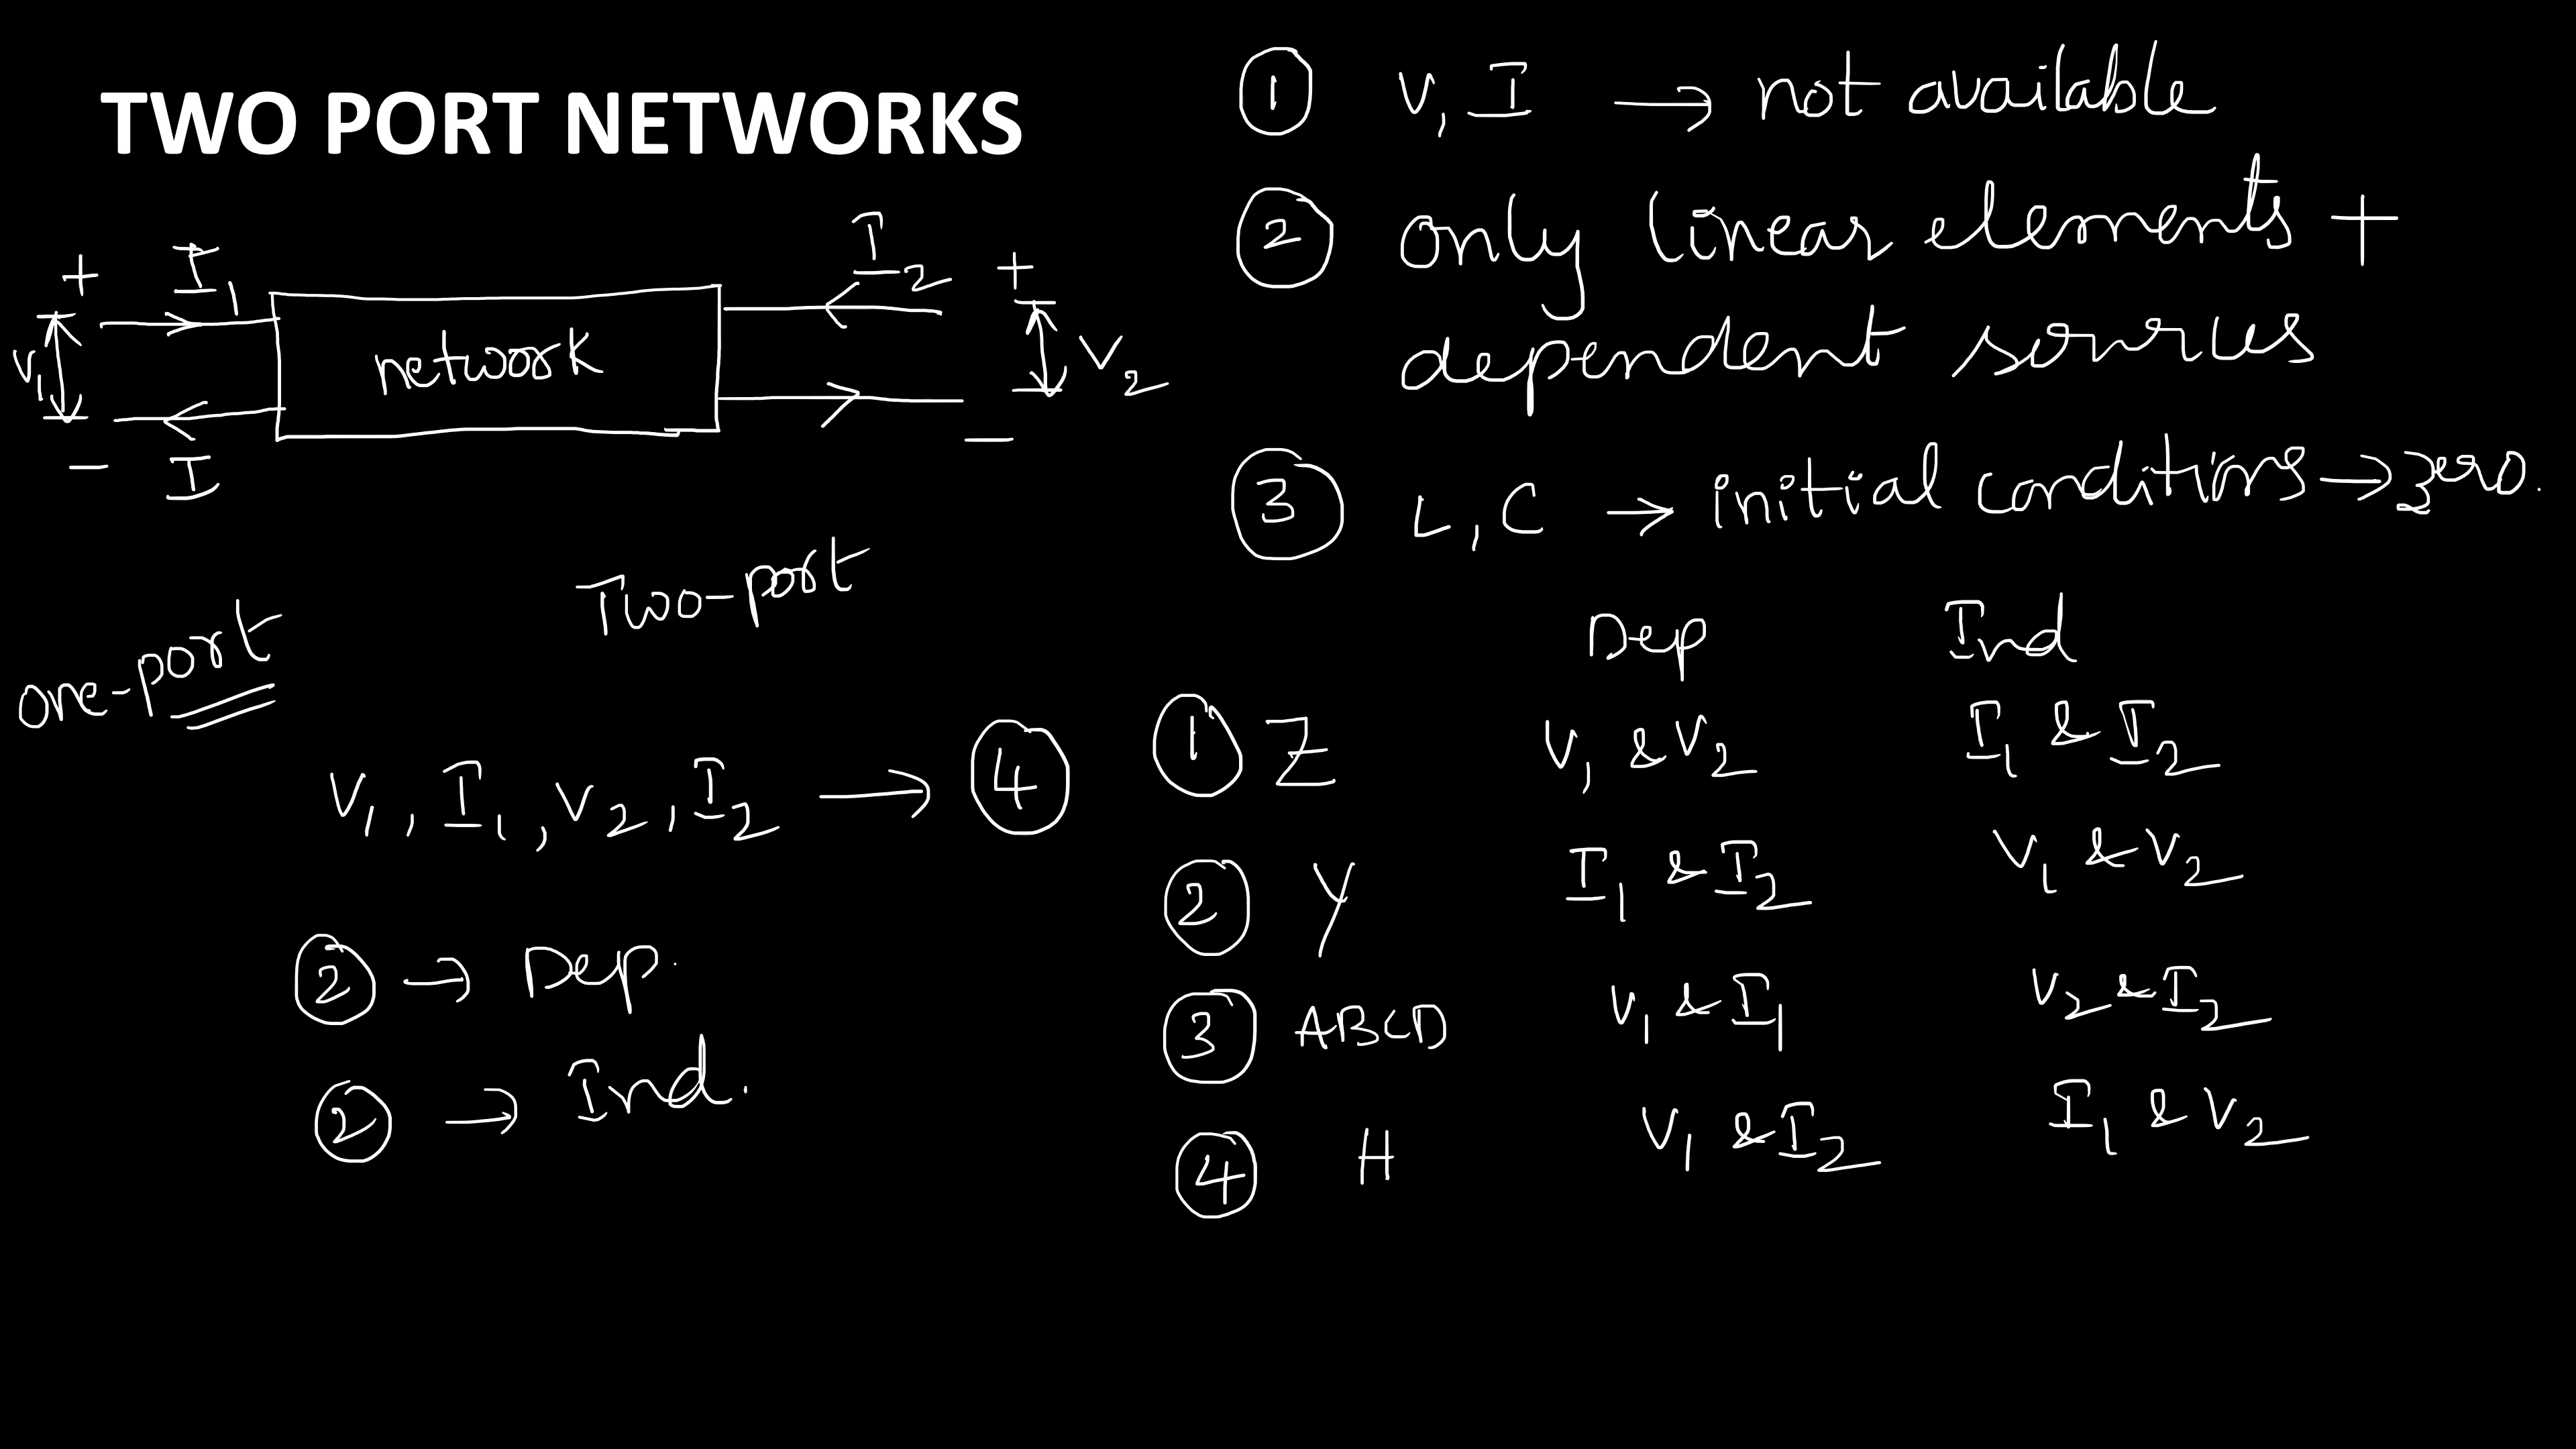 TWO PORT NETWORKS
+ I₁ I₂ +
V₁ network V₂
- I -
Two-port
one-port
V₁, I₁, V₂, I₂ → ④
② → Dep.
② → Ind.
① V, I → not available
② only linear elements +
dependent sources
③ L, C → initial conditions → zero.
Dep Ind
① Z V₁ & V₂ I₁ & I₂
② Y I₁ & I₂ V₁ & V₂
③ ABCD V₁ & I₁ V₂ & I₂
④ H V₁ & I₂ I₁ & V₂